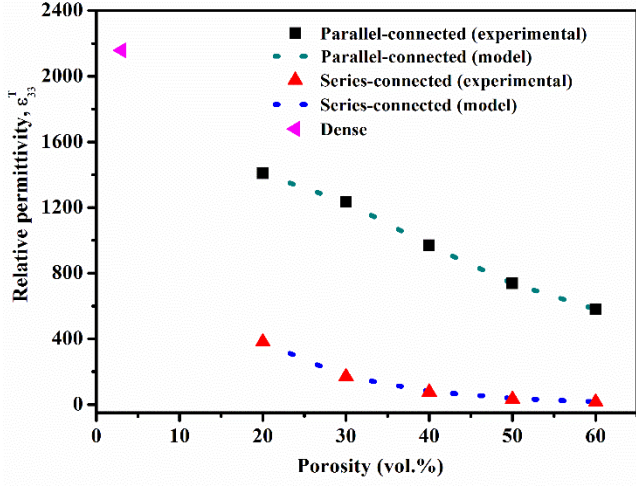 2400
2000
1600
1200
800
400
0
Relative permittivity, ε₃₃ᵀ
Parallel-connected (experimental)
Parallel-connected (model)
Series-connected (experimental)
Series-connected (model)
Dense
0 10 20 30 40 50 60
Porosity (vol.%)